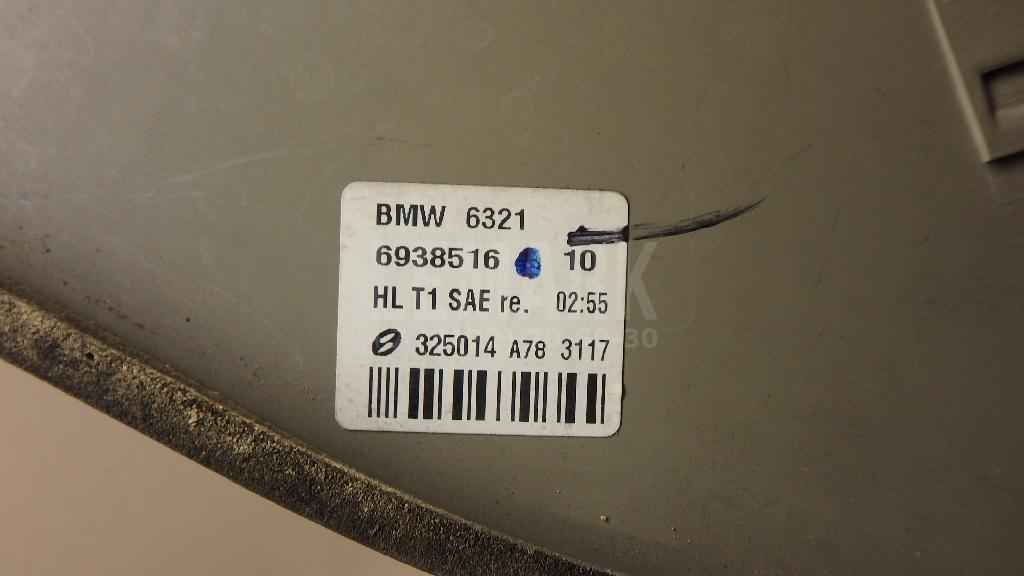 BMW 6321
6938516 10
HL T1 SAE re. 02:55
325014 A78 3117